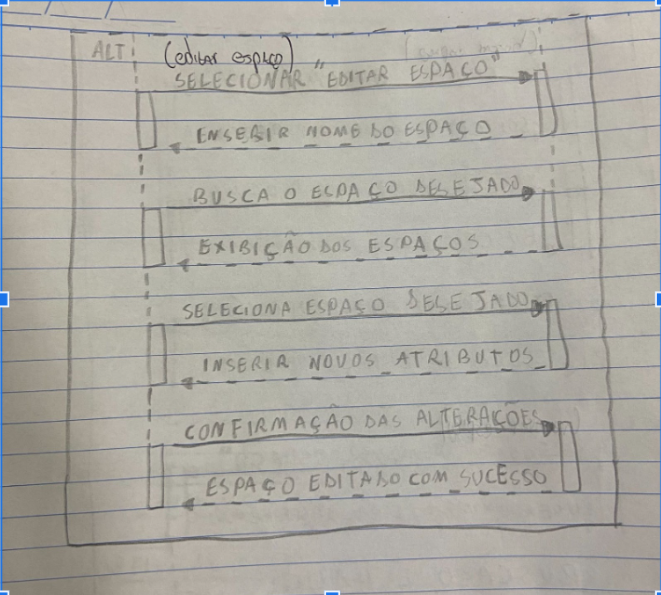 ALT (editar espaço)
SELECIONAR "EDITAR ESPAÇO"
INSERIR NOME DO ESPAÇO
BUSCA O ESPAÇO DESEJADO
EXIBIÇÃO DOS ESPAÇOS
SELECIONA ESPAÇO DESEJADO
INSERIR NOVOS ATRIBUTOS
CONFIRMAÇÃO DAS ALTERAÇÕES
ESPAÇO EDITADO COM SUCESSO